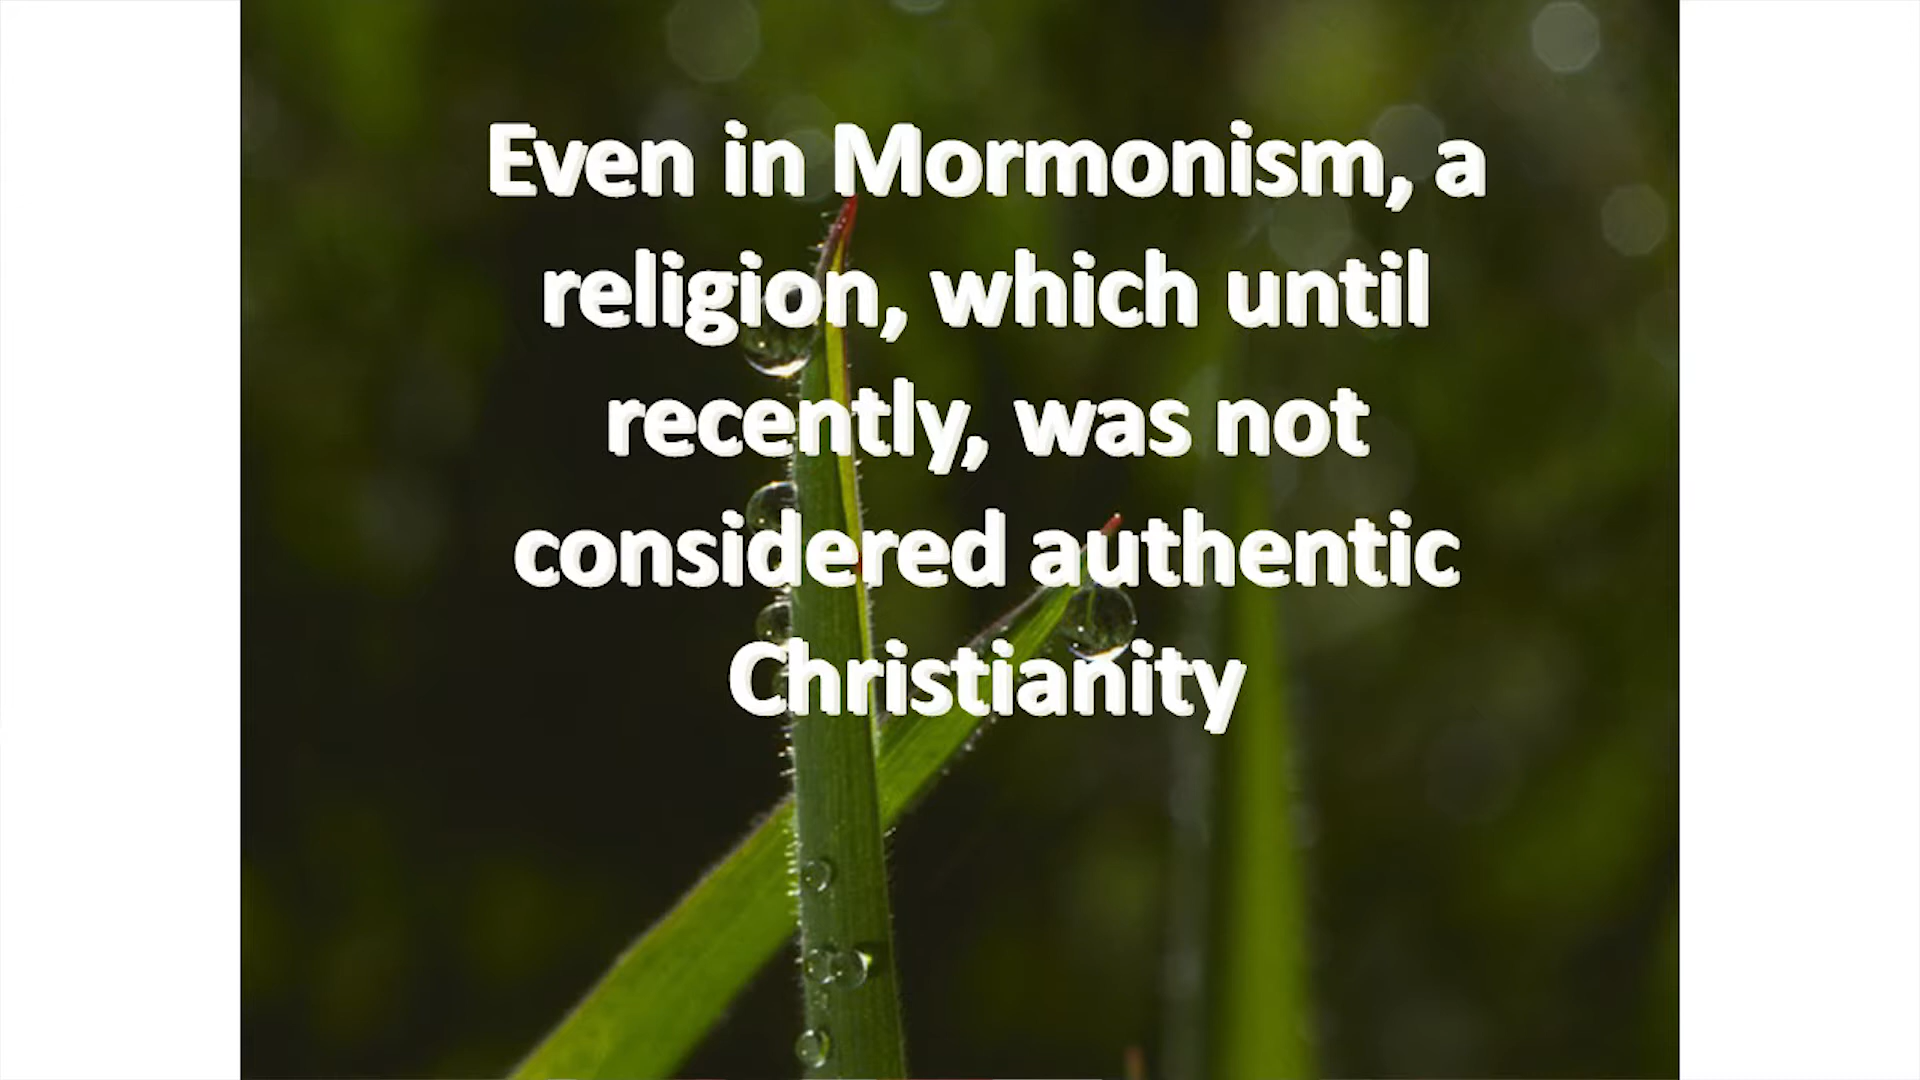 Even in Mormonism, a
religion, which until
recently, was not
considered authentic
Christianity